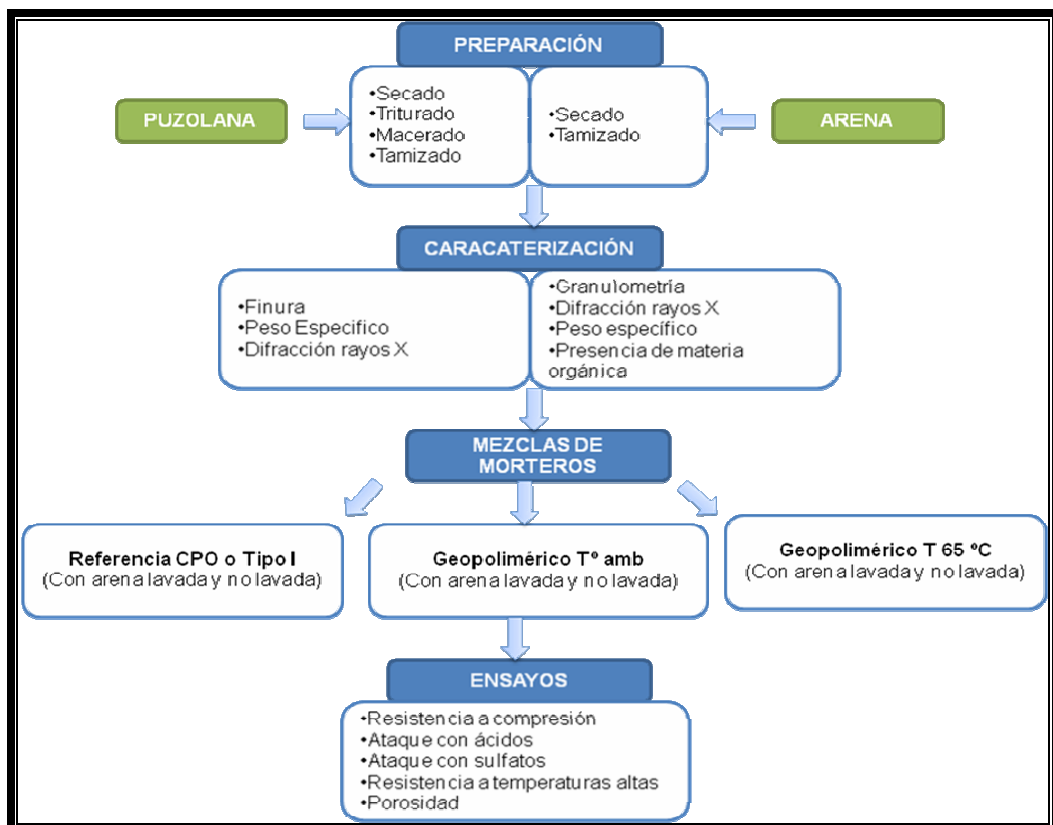 PREPARACIÓN
PUZOLANA
•Secado
•Triturado
•Macerado
•Tamizado
•Secado
•Tamizado
ARENA
CARACATERIZACIÓN
•Finura
•Peso Especifico
•Difracción rayos X
•Granulometría
•Difracción rayos X
•Peso específico
•Presencia de materia
orgánica
MEZCLAS DE
MORTEROS
Referencia CPO o Tipo I
(Con arena lavada y no lavada)
Geopolimérico Tº amb
(Con arena lavada y no lavada)
Geopolimérico T 65 ºC
(Con arena lavada y no lavada)
ENSAYOS
•Resistencia a compresión
•Ataque con ácidos
•Ataque con sulfatos
•Resistencia a temperaturas altas
•Porosidad